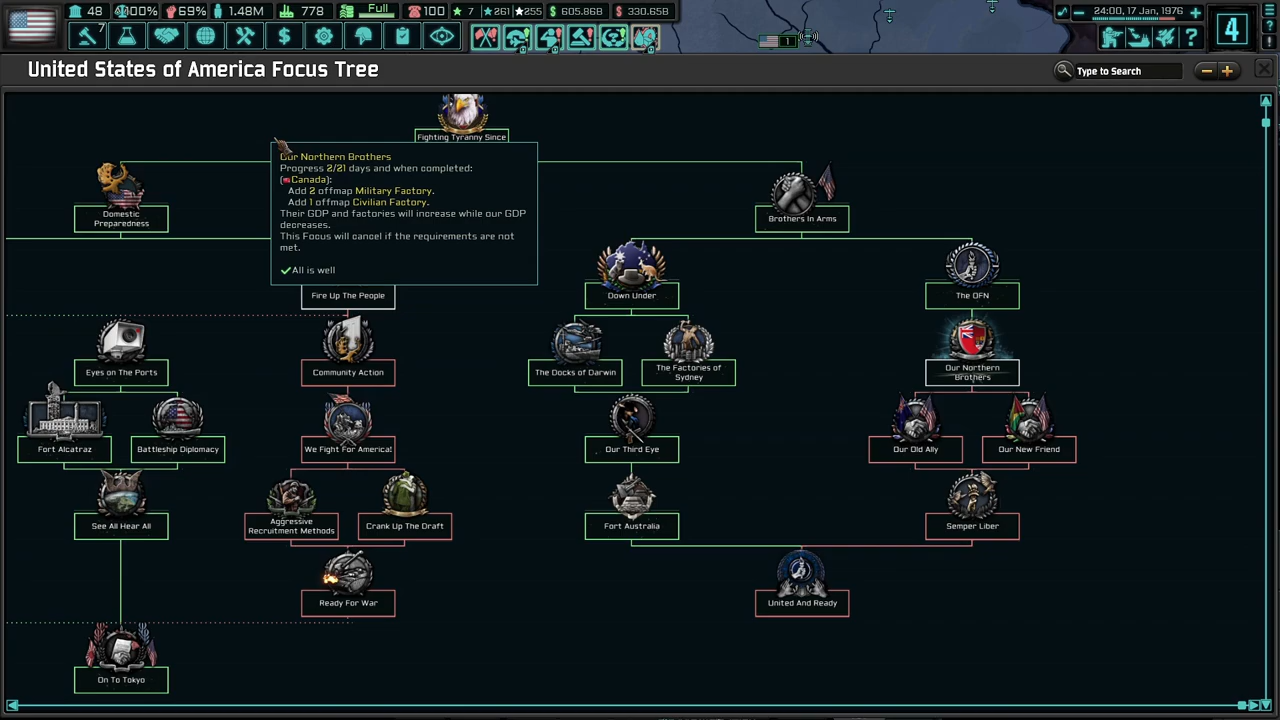 48 100% 69% 1.48M 778 Full 100 7 261 255 $ 605.86B $ 330.65B 24:00, 17 Jan, 1976
7 $ 1 ? 4
United States of America Focus Tree
Type to Search
Fighting Tyranny Since
Our Northern Brothers
Progress 2/21 days and when completed:
(Canada):
Add 2 offmap Military Factory.
Add 1 offmap Civilian Factory.
Their GDP and factories will increase while our GDP
decreases.
This Focus will cancel if the requirements are not
met.
All is well
Domestic
Preparedness
Brothers In Arms
Fire Up The People
Down Under
The OFN
Eyes on The Ports
Community Action
The Docks of Darwin
The Factories of
Sydney
Our Northern
Brothers
Fort Alcatraz
Battleship Diplomacy
We Fight For America!
Our Third Eye
Our Old Ally
Our New Friend
See All Hear All
Aggressive
Recruitment Methods
Crank Up The Draft
Fort Australia
Semper Liber
Ready For War
United And Ready
On To Tokyo